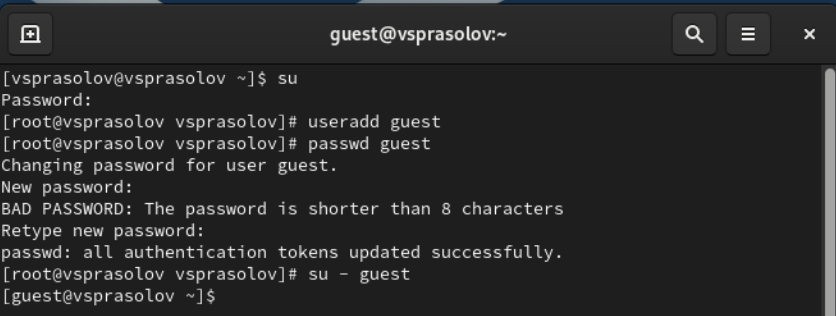 guest@vsprasolov:~
[vsprasolov@vsprasolov ~]$ su
Password:
[root@vsprasolov vsprasolov]# useradd guest
[root@vsprasolov vsprasolov]# passwd guest
Changing password for user guest.
New password:
BAD PASSWORD: The password is shorter than 8 characters
Retype new password:
passwd: all authentication tokens updated successfully.
[root@vsprasolov vsprasolov]# su - guest
[guest@vsprasolov ~]$